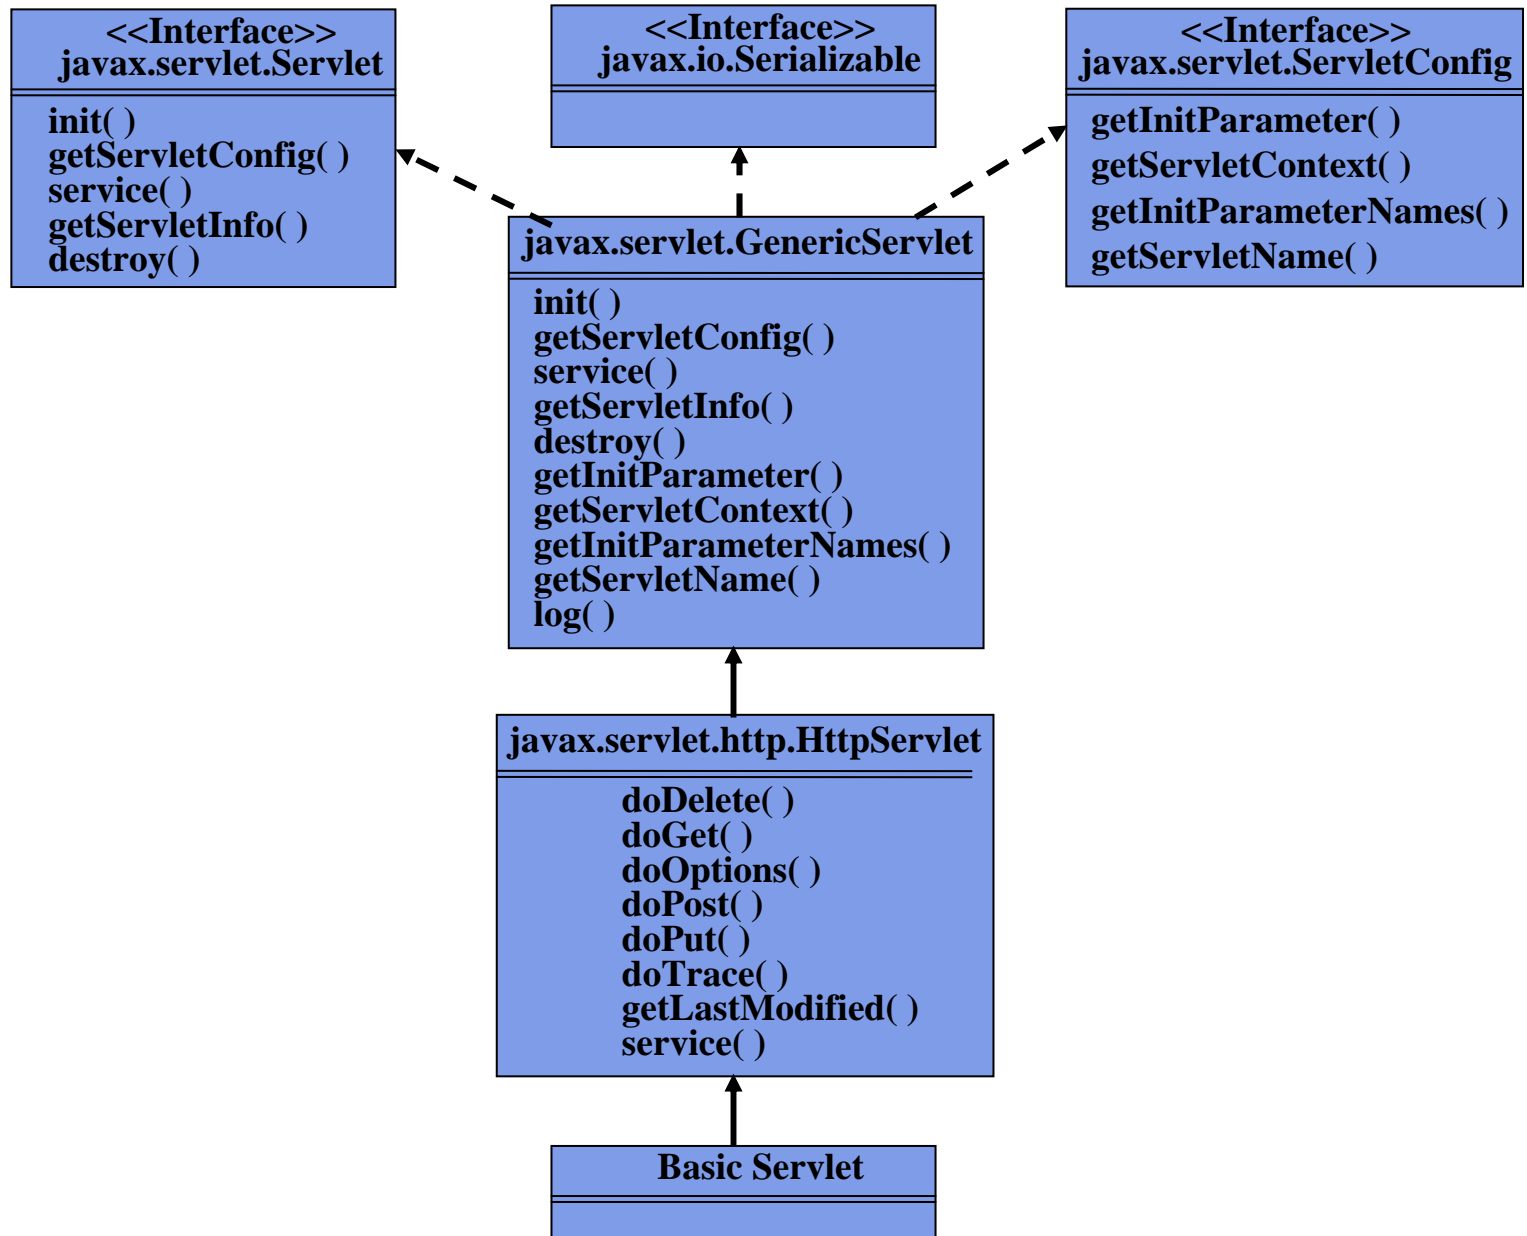 <<Interface>>
javax.servlet.Servlet
init( )
getServletConfig( )
service( )
getServletInfo( )
destroy( )
<<Interface>>
javax.io.Serializable
<<Interface>>
javax.servlet.ServletConfig
getInitParameter( )
getServletContext( )
getInitParameterNames( )
getServletName( )
javax.servlet.GenericServlet
init( )
getServletConfig( )
service( )
getServletInfo( )
destroy( )
getInitParameter( )
getServletContext( )
getInitParameterNames( )
getServletName( )
log( )
javax.servlet.http.HttpServlet
doDelete( )
doGet( )
doOptions( )
doPost( )
doPut( )
doTrace( )
getLastModified( )
service( )
Basic Servlet